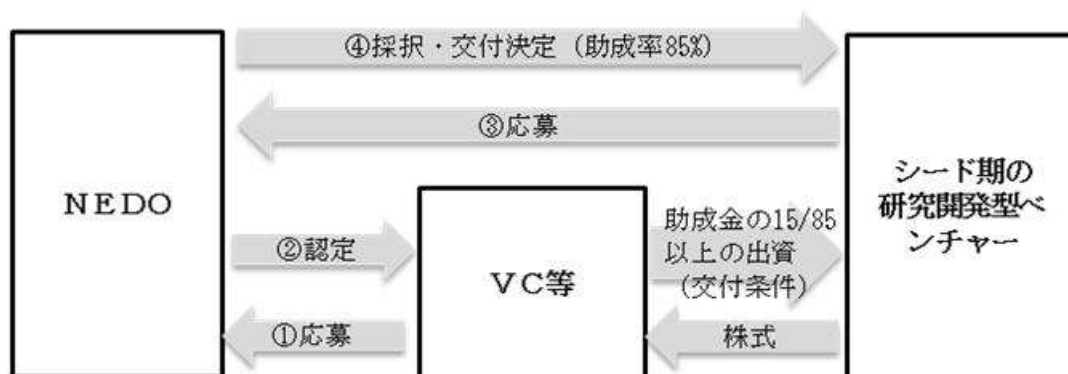 ④採択・交付決定（助成率85%）
③応募
ＮＥＤＯ
②認定
①応募
ＶＣ等
助成金の15/85
以上の出資
（交付条件）
株式
シード期の
研究開発型ベ
ンチャー